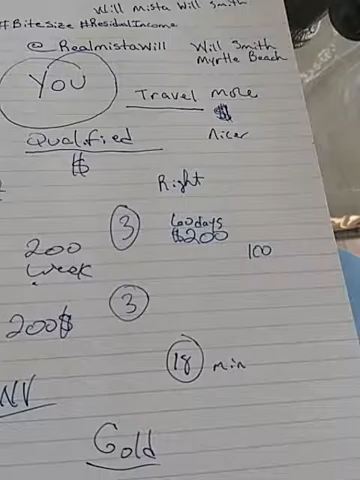 Will Mista Will Smith
#Bitesize #ResidualIncome
@ RealmistaWill Will Smith
Myrtle Beach
YOU
Travel More
$
Qualified Nicer
$
Right
3 60days
$200
200 100
week
3
200$
18 min
NV
Gold